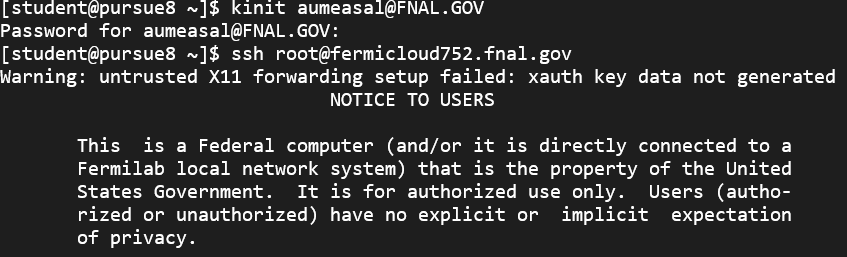 [student@pursue8 ~]$ kinit aumeasal@FNAL.GOV
Password for aumeasal@FNAL.GOV:
[student@pursue8 ~]$ ssh root@fermicloud752.fnal.gov
Warning: untrusted X11 forwarding setup failed: xauth key data not generated
NOTICE TO USERS
This  is a Federal computer (and/or it is directly connected to a
Fermilab local network system) that is the property of the United
States Government.  It is for authorized use only.  Users (autho-
rized or unauthorized) have no explicit or  implicit  expectation
of privacy.